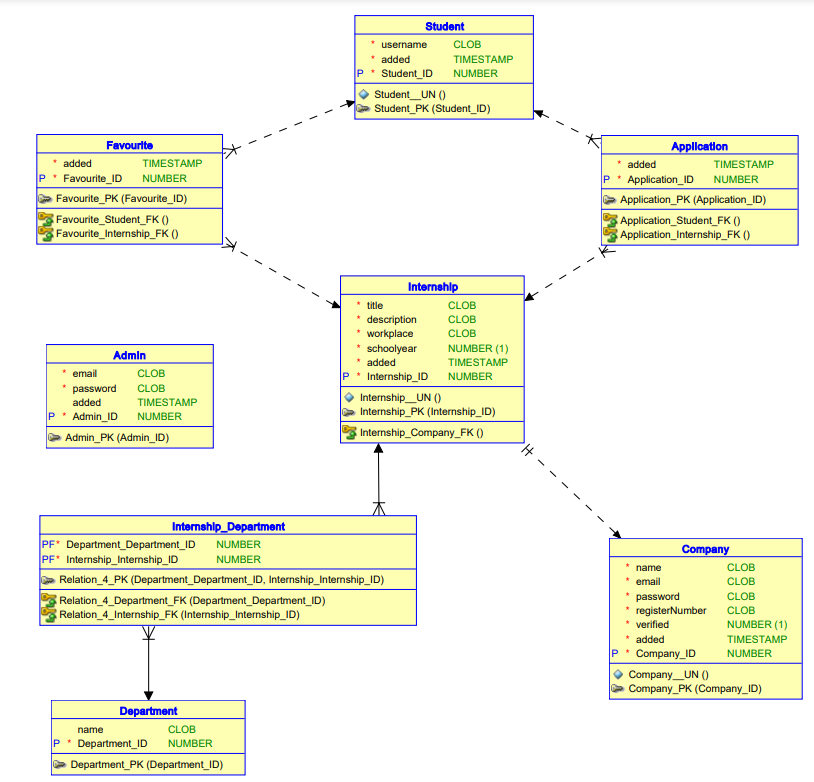 Student
* username CLOB
* added TIMESTAMP
P * Student_ID NUMBER
Student__UN ()
Student_PK (Student_ID)
Favourite
* added TIMESTAMP
P * Favourite_ID NUMBER
Favourite_PK (Favourite_ID)
Favourite_Student_FK ()
Favourite_Internship_FK ()
Application
* added TIMESTAMP
P * Application_ID NUMBER
Application_PK (Application_ID)
Application_Student_FK ()
Application_Internship_FK ()
Internship
* title CLOB
* description CLOB
* workplace CLOB
* schoolyear NUMBER (1)
* added TIMESTAMP
P * Internship_ID NUMBER
Internship__UN ()
Internship_PK (Internship_ID)
Internship_Company_FK ()
Admin
* email CLOB
* password CLOB
added TIMESTAMP
P * Admin_ID NUMBER
Admin_PK (Admin_ID)
Internship_Department
PF* Department_Department_ID NUMBER
PF* Internship_Internship_ID NUMBER
Relation_4_PK (Department_Department_ID, Internship_Internship_ID)
Relation_4_Department_FK (Department_Department_ID)
Relation_4_Internship_FK (Internship_Internship_ID)
Company
* name CLOB
* email CLOB
* password CLOB
* registerNumber CLOB
* verified NUMBER (1)
* added TIMESTAMP
P * Company_ID NUMBER
Company__UN ()
Company_PK (Company_ID)
Department
name CLOB
P * Department_ID NUMBER
Department_PK (Department_ID)